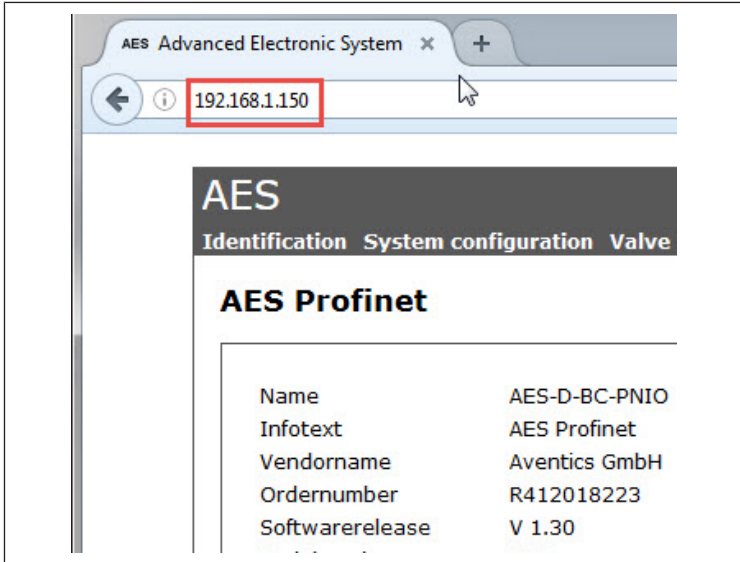 AES Advanced Electronic System
192.168.1.150
AES
Identification System configuration Valve
AES Profinet
Name AES-D-BC-PNIO
Infotext AES Profinet
Vendorname Aventics GmbH
Ordernumber R412018223
Softwarerelease V 1.30